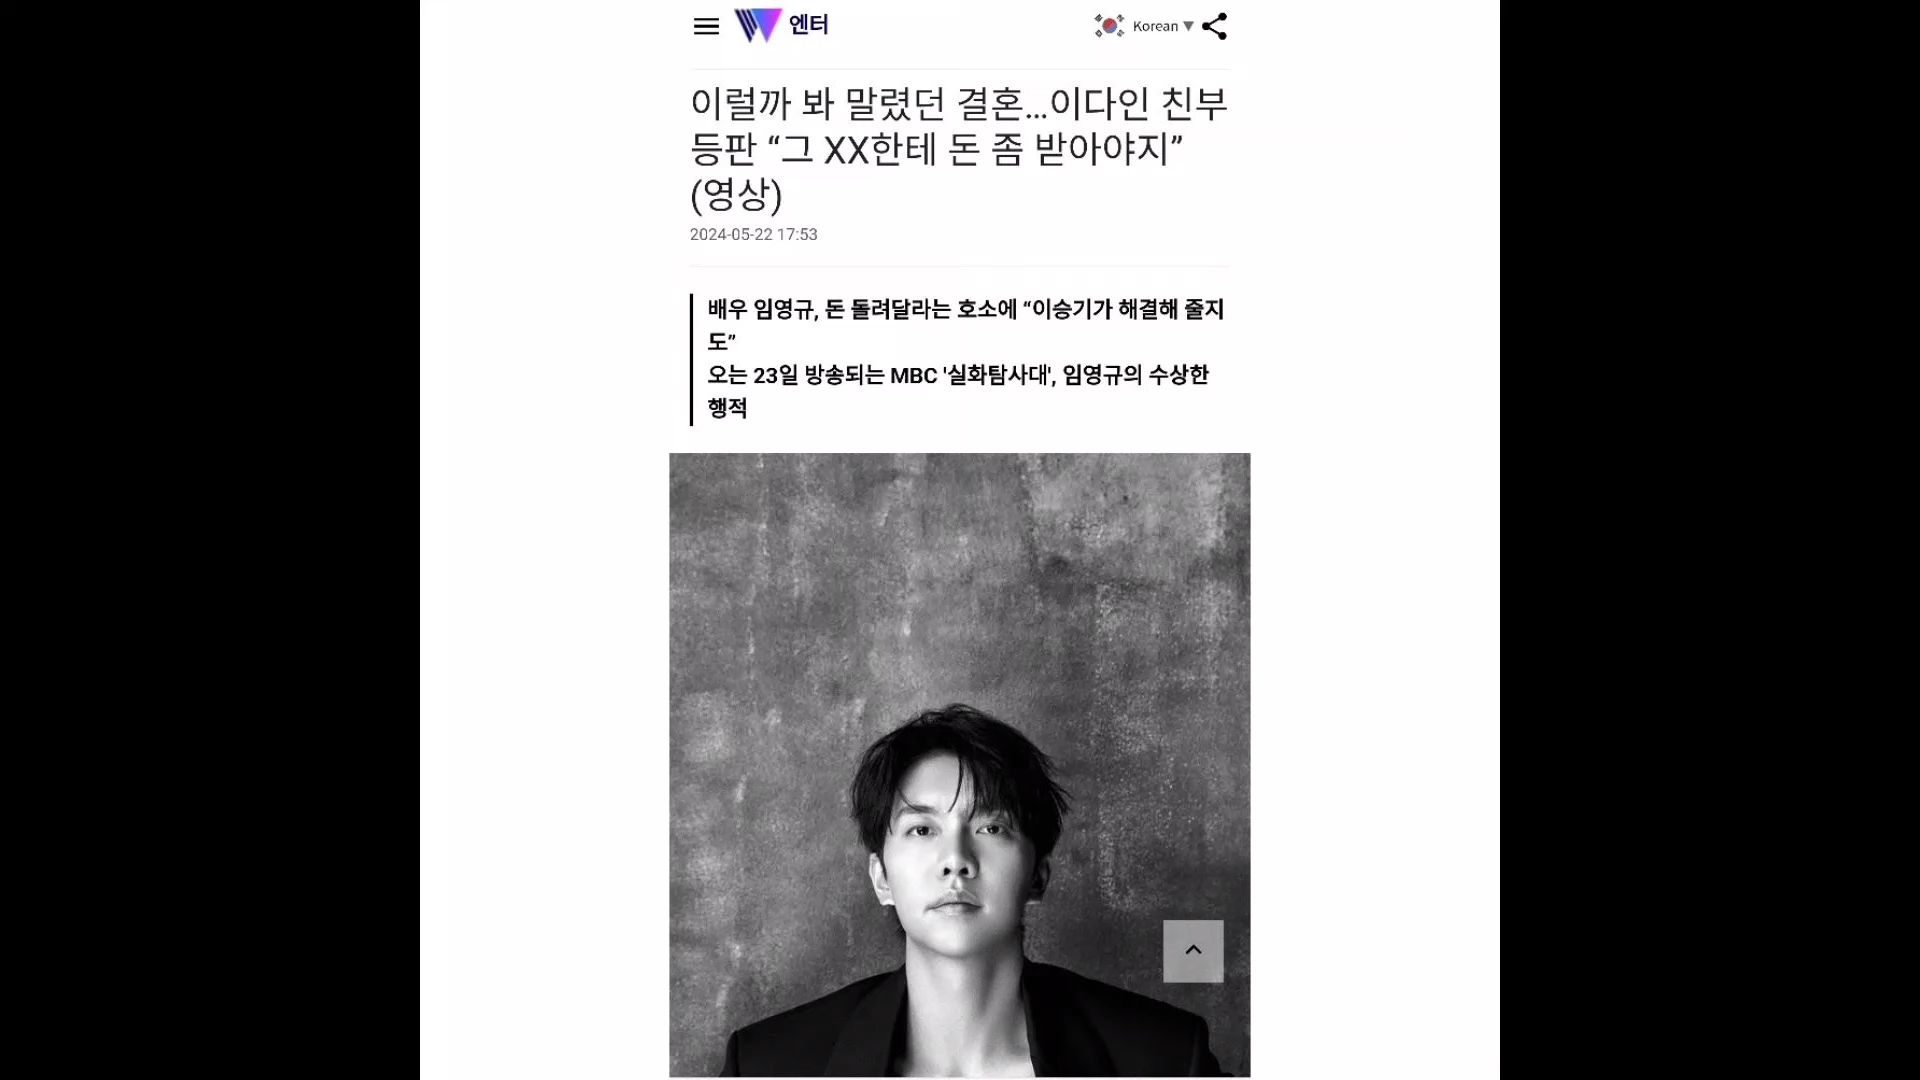 엔터
Korean ▼
이럴까 봐 말렸던 결혼...이다인 친부
등판 “그 XX한테 돈 좀 받아야지”
(영상)
2024-05-22 17:53
배우 임영규, 돈 돌려달라는 호소에 “이승기가 해결해 줄지
도”
오는 23일 방송되는 MBC '실화탐사대', 임영규의 수상한
행적